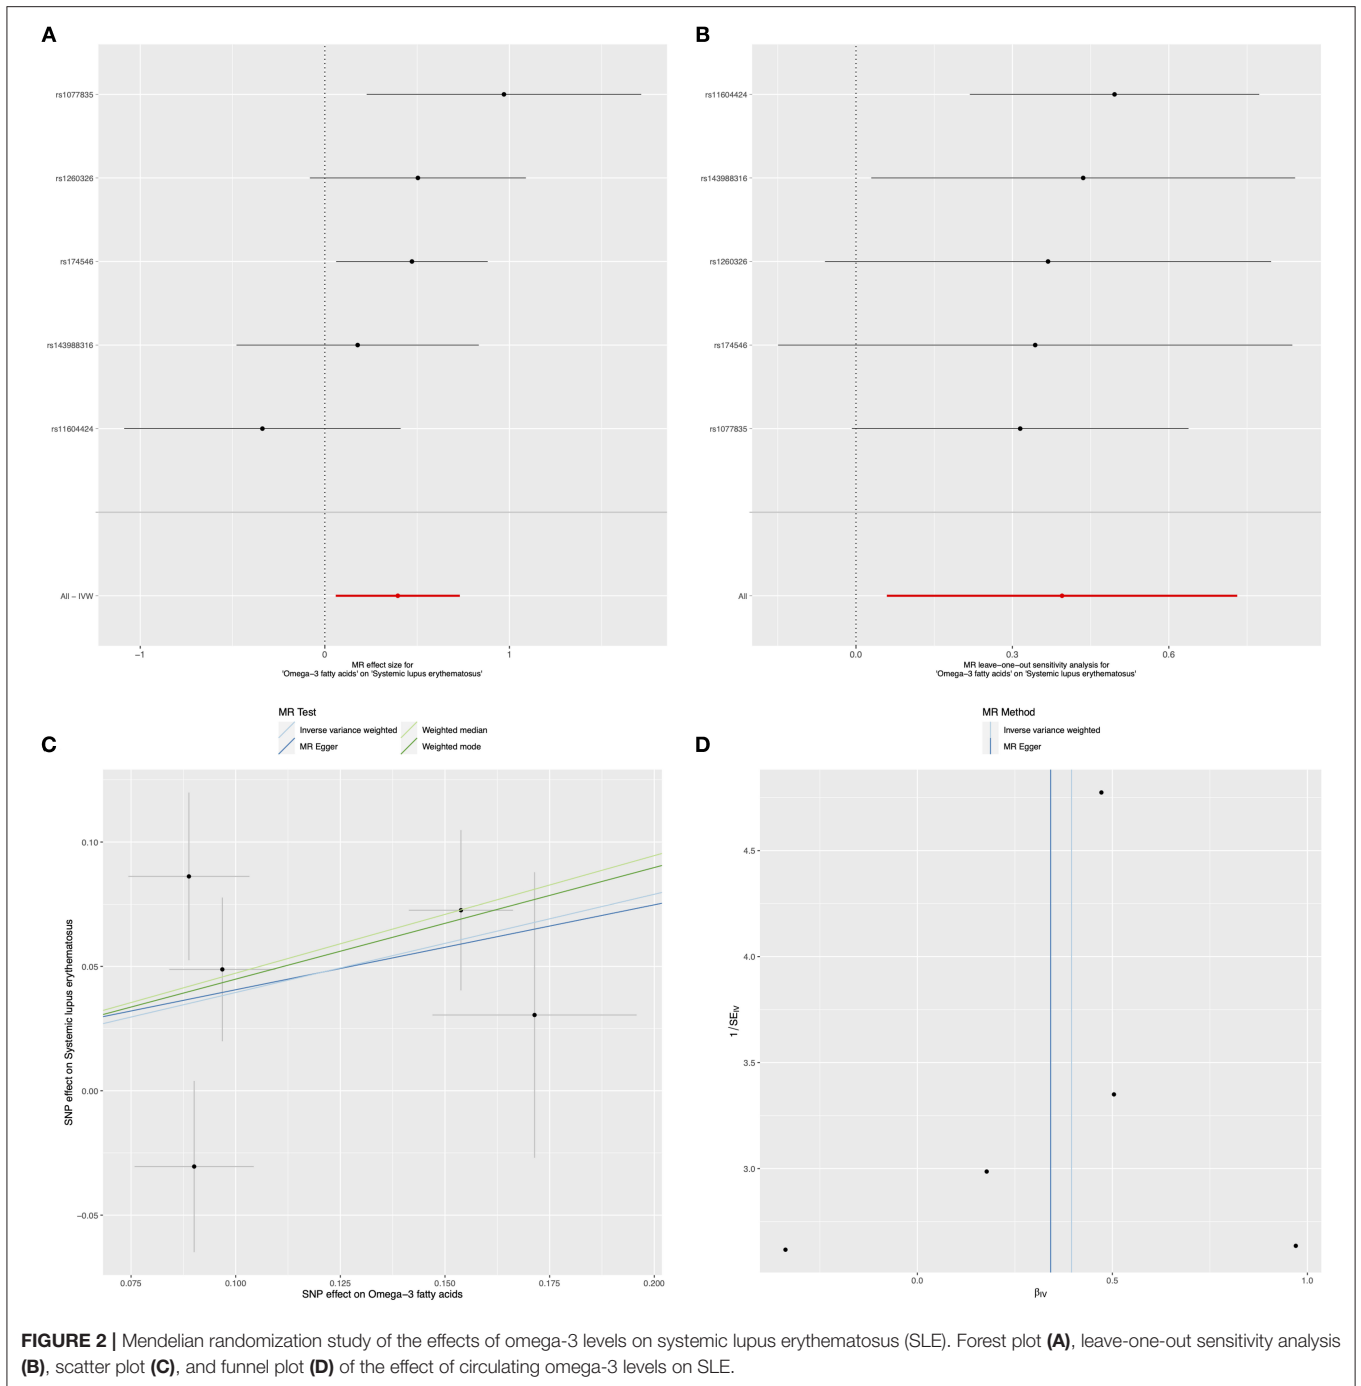 A
rs1077835
rs1260326
rs174546
rs143988316
rs11604424
All − IVW
−1
0
1
MR effect size for
'Omega−3 fatty acids' on 'Systemic lupus erythematosus'
B
rs11604424
rs143988316
rs1260326
rs174546
rs1077835
All
0.0
0.3
0.6
MR leave−one−out sensitivity analysis for
'Omega−3 fatty acids' on 'Systemic lupus erythematosus'
C
MR Test
Inverse variance weighted
Weighted median
MR Egger
Weighted mode
SNP effect on Systemic lupus erythematosus
0.10
0.05
0.00
−0.05
0.075
0.100
0.125
0.150
0.175
0.200
SNP effect on Omega−3 fatty acids
D
MR Method
Inverse variance weighted
MR Egger
1/SE_IV
4.5
4.0
3.5
3.0
0.0
0.5
1.0
β_IV
FIGURE 2 | Mendelian randomization study of the effects of omega-3 levels on systemic lupus erythematosus (SLE). Forest plot (A), leave-one-out sensitivity analysis
(B), scatter plot (C), and funnel plot (D) of the effect of circulating omega-3 levels on SLE.